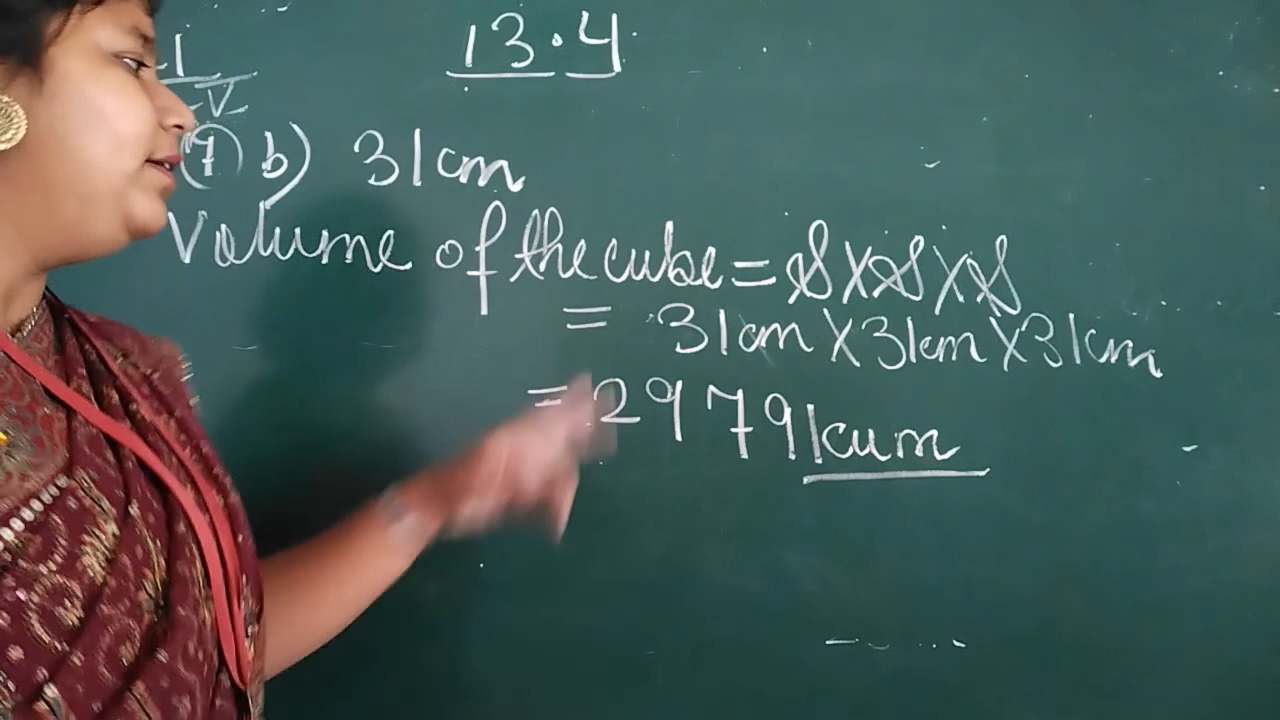 13.4
V
(7) b) 31cm
Volume of the cube = S×S×S
= 31cm × 31cm × 31cm
= 29791cum